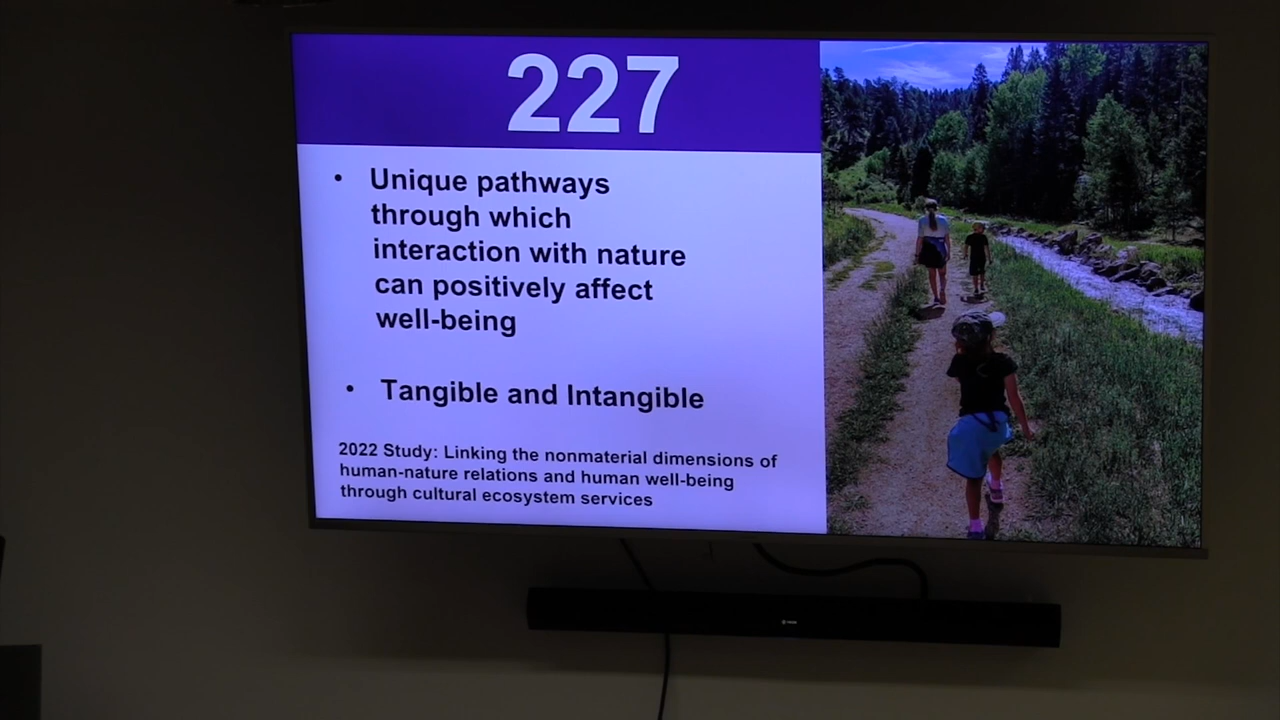 227
• Unique pathways
through which
interaction with nature
can positively affect
well-being
• Tangible and Intangible
2022 Study: Linking the nonmaterial dimensions of
human-nature relations and human well-being
through cultural ecosystem services